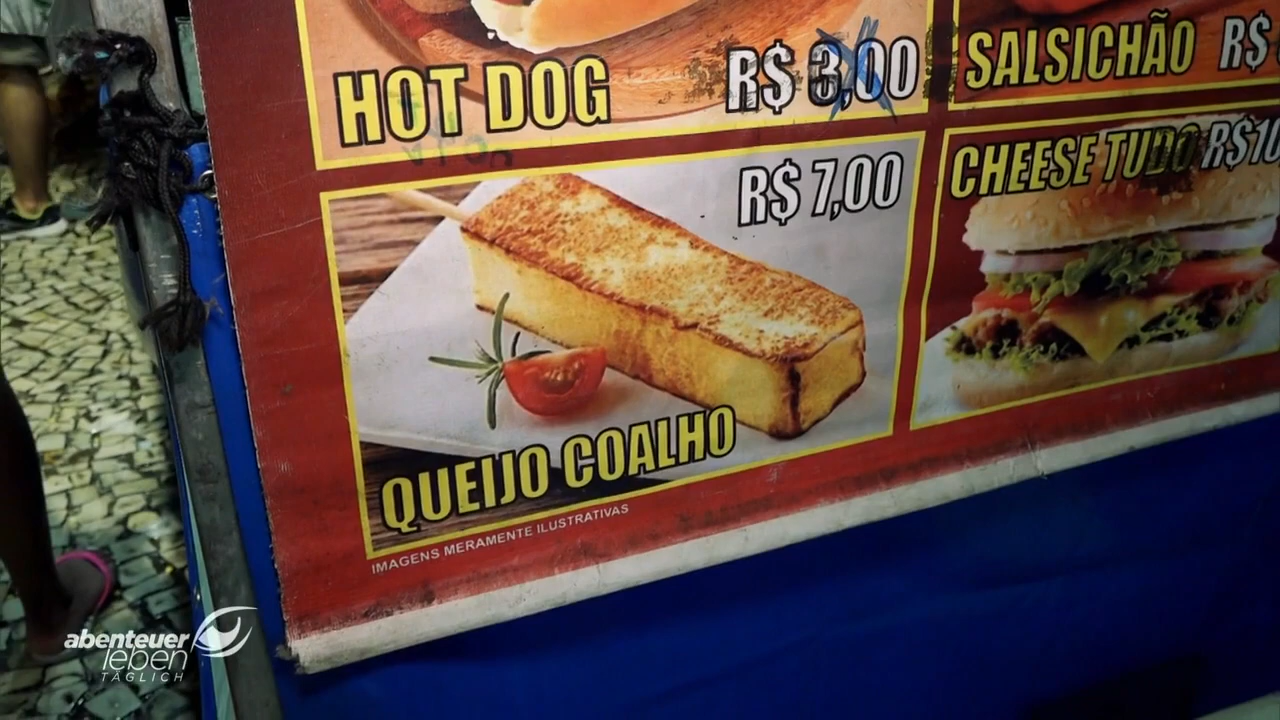 HOT DOG
R$ 3,00
SALSICHÃO R$
R$ 7,00
CHEESE TUDO R$10
QUEIJO COALHO
IMAGENS MERAMENTE ILUSTRATIVAS
abenteuer
leben
TÄGLICH